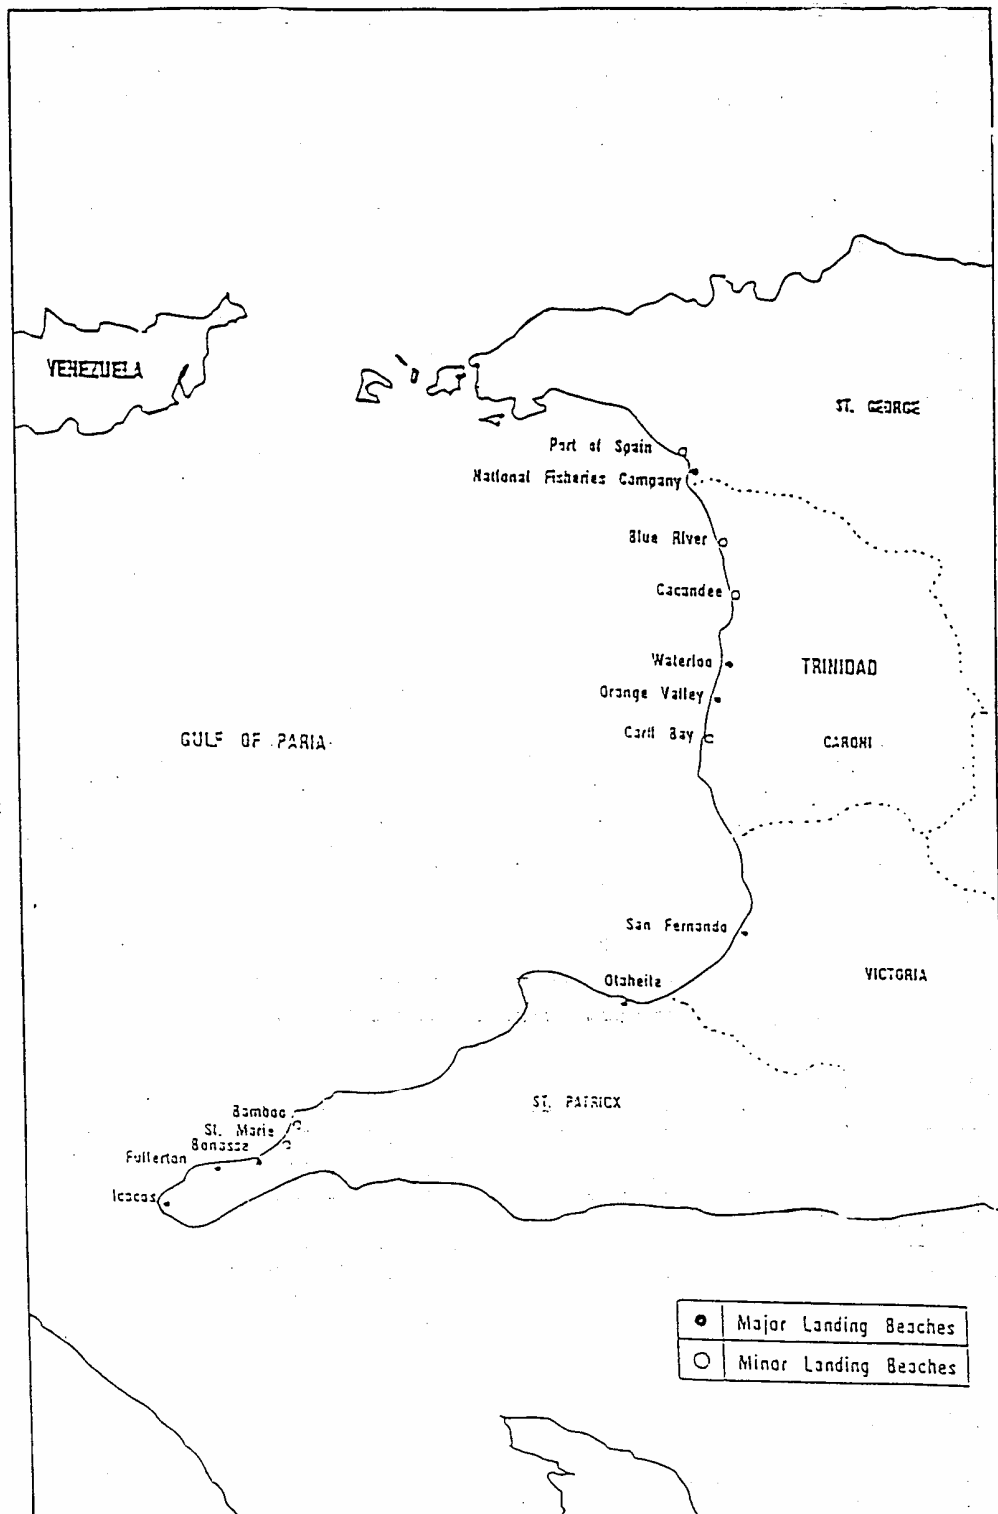 VENEZUELA
ST. GEORGE
Port of Spain
National Fisheries Company
Blue River
Cacandee
Waterloo
TRINIDAD
Orange Valley
Carli Bay
GULF OF PARIA
CARONI
San Fernando
VICTORIA
Otaheite
ST. PATRICK
Bamboo
St. Marie
Bonasse
Fullerton
Icacos
Major Landing Beaches
Minor Landing Beaches